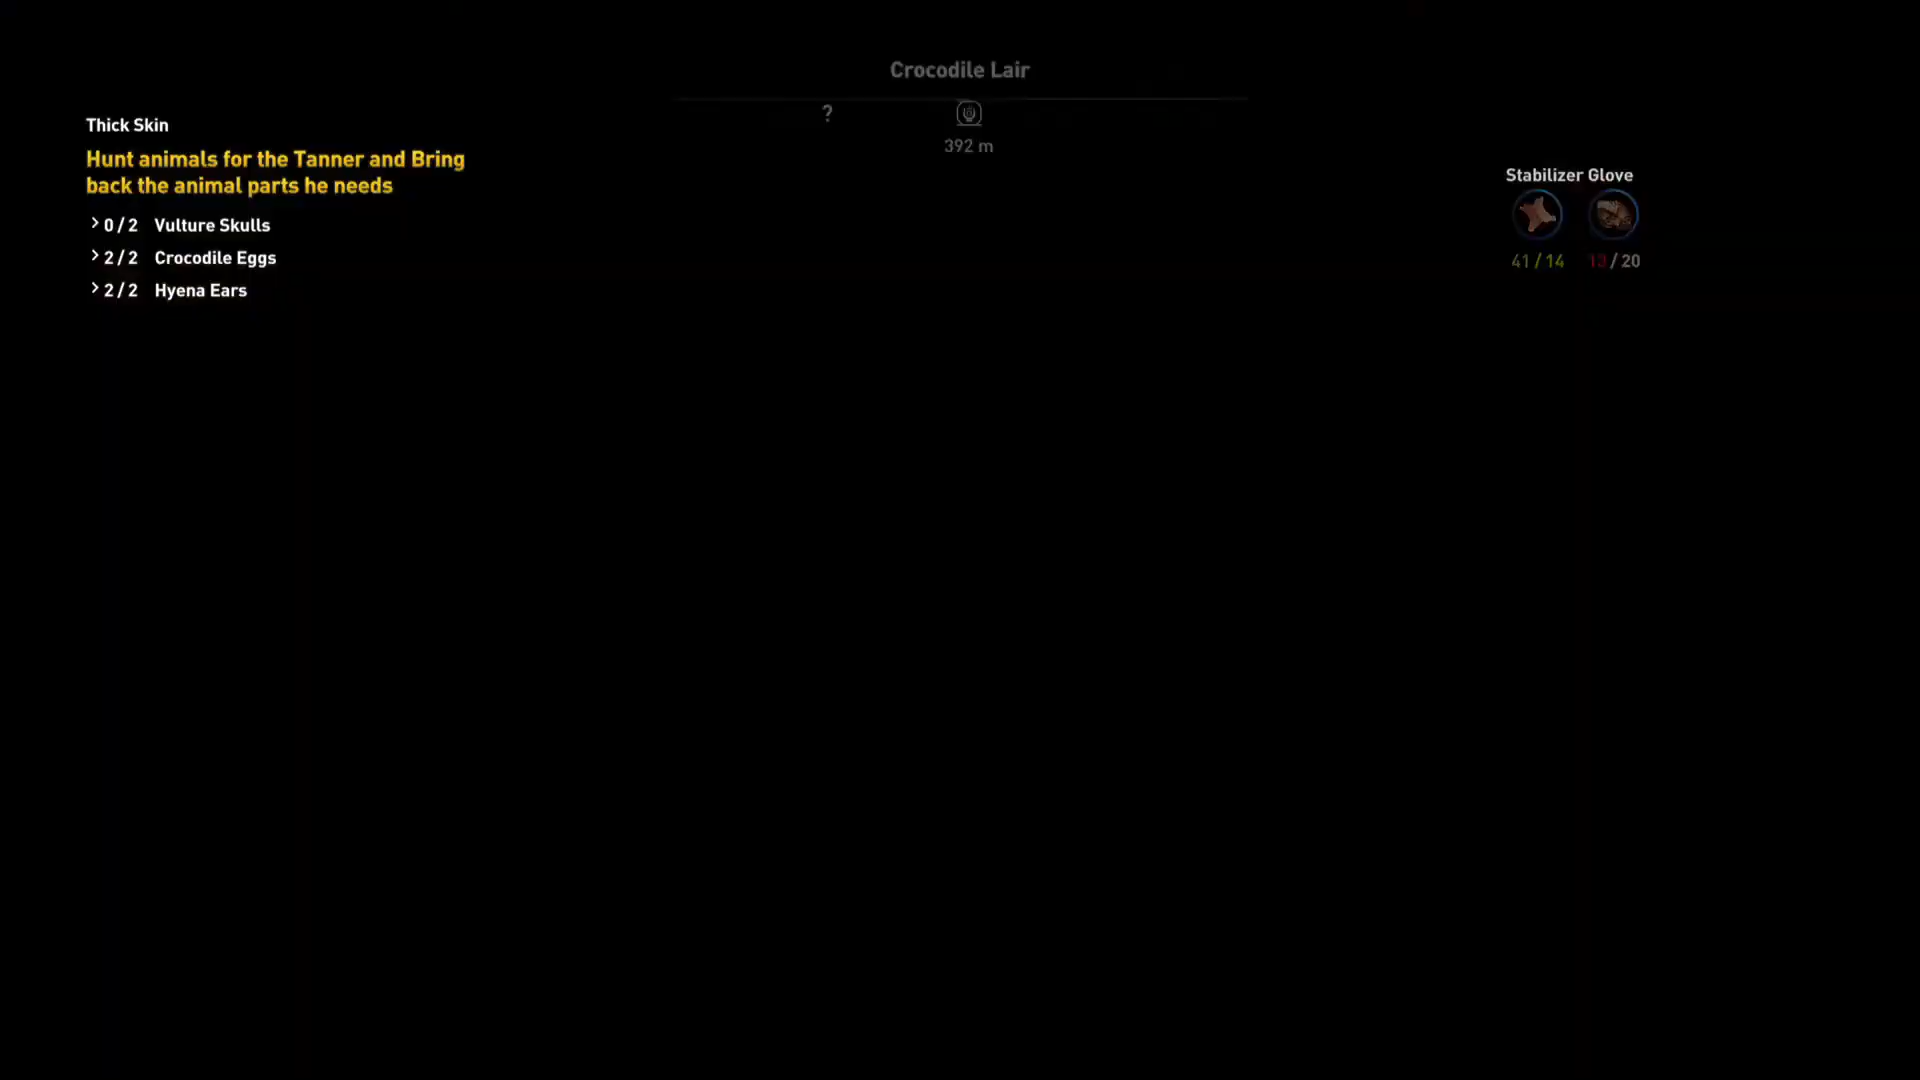 Crocodile Lair
?
392 m
Thick Skin
Hunt animals for the Tanner and Bring
back the animal parts he needs
0/2 Vulture Skulls
2/2 Crocodile Eggs
2/2 Hyena Ears
Stabilizer Glove
41/14 13/20